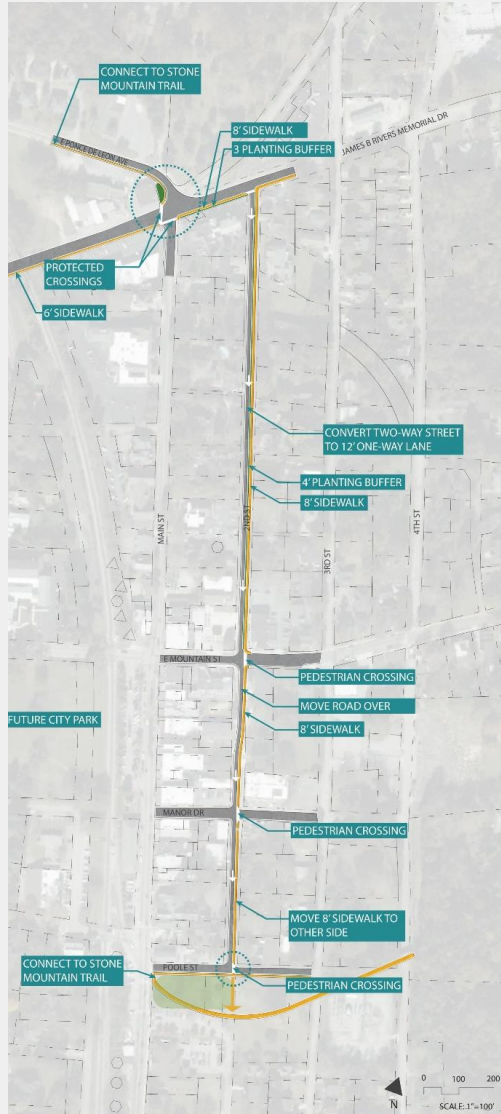 CONNECT TO STONE
MOUNTAIN TRAIL
E PONCE DE LEON AVE
8' SIDEWALK
3 PLANTING BUFFER
JAMES B RIVERS MEMORIAL DR
PROTECTED
CROSSINGS
6' SIDEWALK
CONVERT TWO-WAY STREET
TO 12' ONE-WAY LANE
4' PLANTING BUFFER
8' SIDEWALK
MAIN ST
2ND ST
3RD ST
4TH ST
E MOUNTAIN ST
PEDESTRIAN CROSSING
MOVE ROAD OVER
FUTURE CITY PARK
8' SIDEWALK
MANOR DR
PEDESTRIAN CROSSING
MOVE 8' SIDEWALK TO
OTHER SIDE
CONNECT TO STONE
MOUNTAIN TRAIL
POOLE ST
PEDESTRIAN CROSSING
0 100 200
N
SCALE: 1"=100'